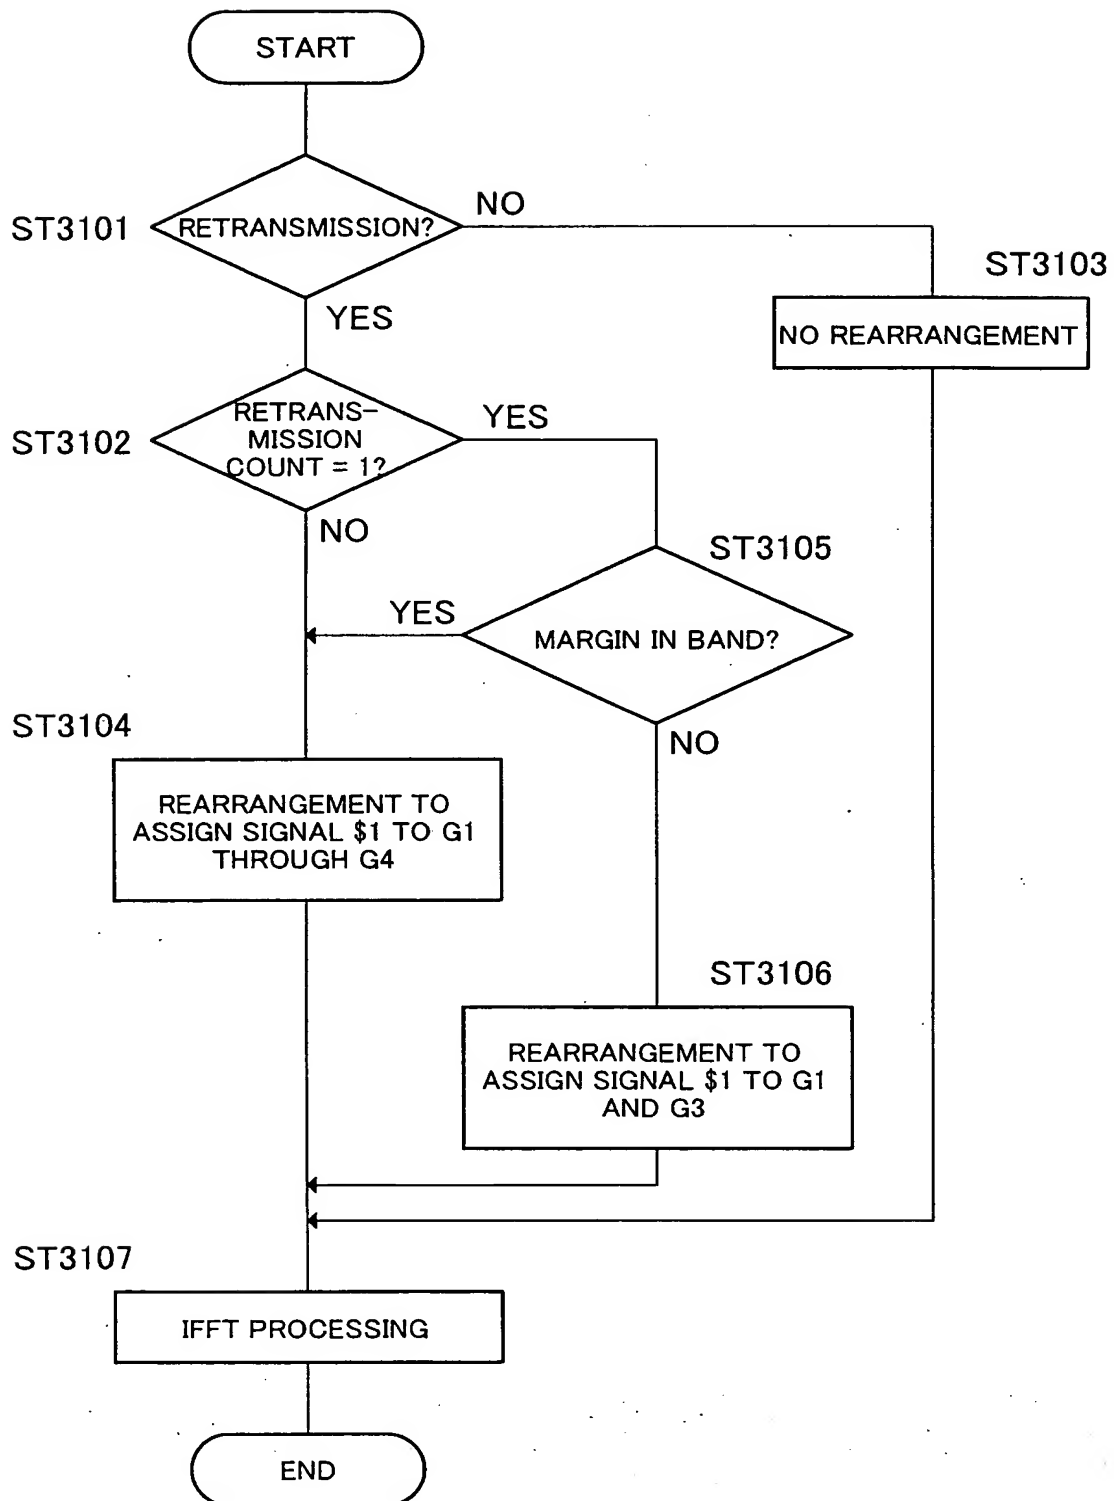 START
ST3101
RETRANSMISSION?
NO
ST3103
NO REARRANGEMENT
YES
ST3102
RETRANS-
MISSION
COUNT = 1?
YES
NO
ST3105
YES
MARGIN IN BAND?
NO
ST3104
REARRANGEMENT TO
ASSIGN SIGNAL $1 TO G1
THROUGH G4
ST3106
REARRANGEMENT TO
ASSIGN SIGNAL $1 TO G1
AND G3
ST3107
IFFT PROCESSING
END